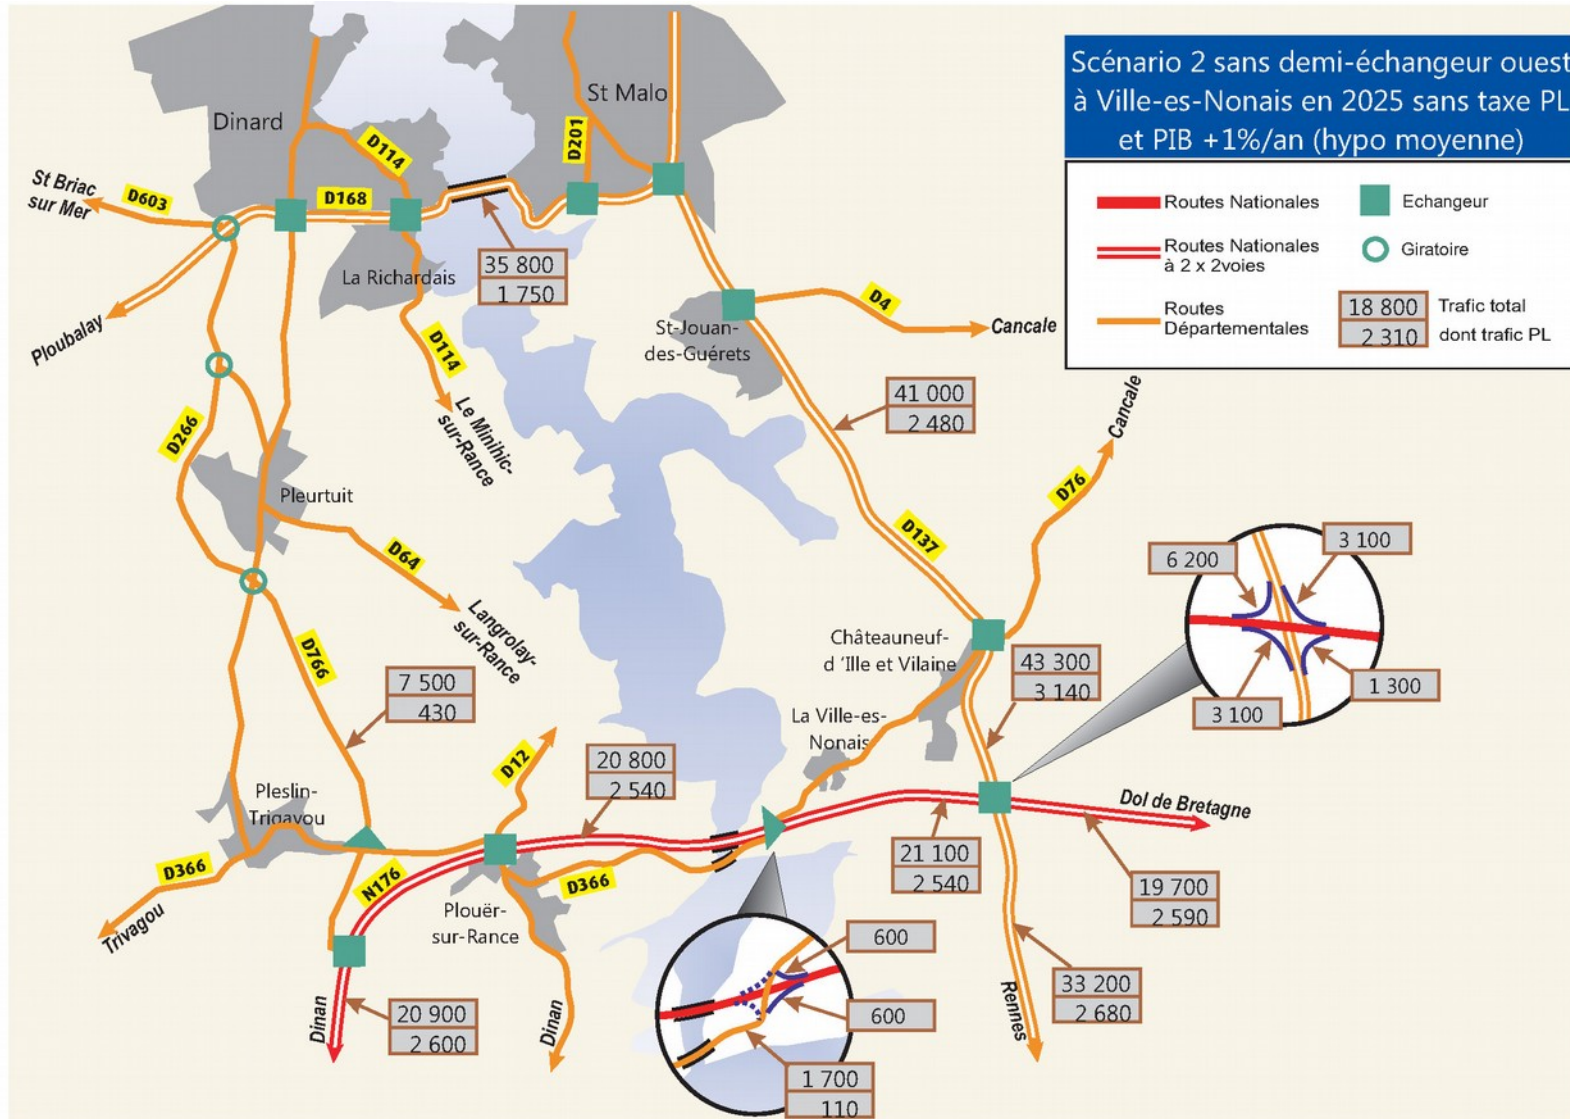 Scénario 2 sans demi-échangeur ouest
à Ville-es-Nonais en 2025 sans taxe PL
et PIB +1%/an (hypo moyenne)
Routes Nationales
Echangeur
Routes Nationales
à 2 x 2voies
Giratoire
Routes
Départementales
18 800
2 310
Trafic total
dont trafic PL
Dinard
St Malo
D114
D201
St Briac
sur Mer
D603
D168
La Richardais
35 800
1 750
Ploubalay
St-Jouan-
des-Guérets
D4
Cancale
D114
Le Minihic-
sur-Rance
41 000
2 480
Cancale
D266
Pleurtuit
D76
D64
D137
Langrolay-
sur-Rance
6 200
3 100
3 100
1 300
Châteauneuf-
d 'Ille et Vilaine
43 300
3 140
D766
7 500
430
La Ville-es-
Nonais
D12
20 800
2 540
Pleslin-
Trigavou
Dol de Bretagne
D366
N176
D366
21 100
2 540
19 700
2 590
Trivagou
Plouër-
sur-Rance
600
600
33 200
2 680
Rennes
Dinan
20 900
2 600
Dinan
1 700
110